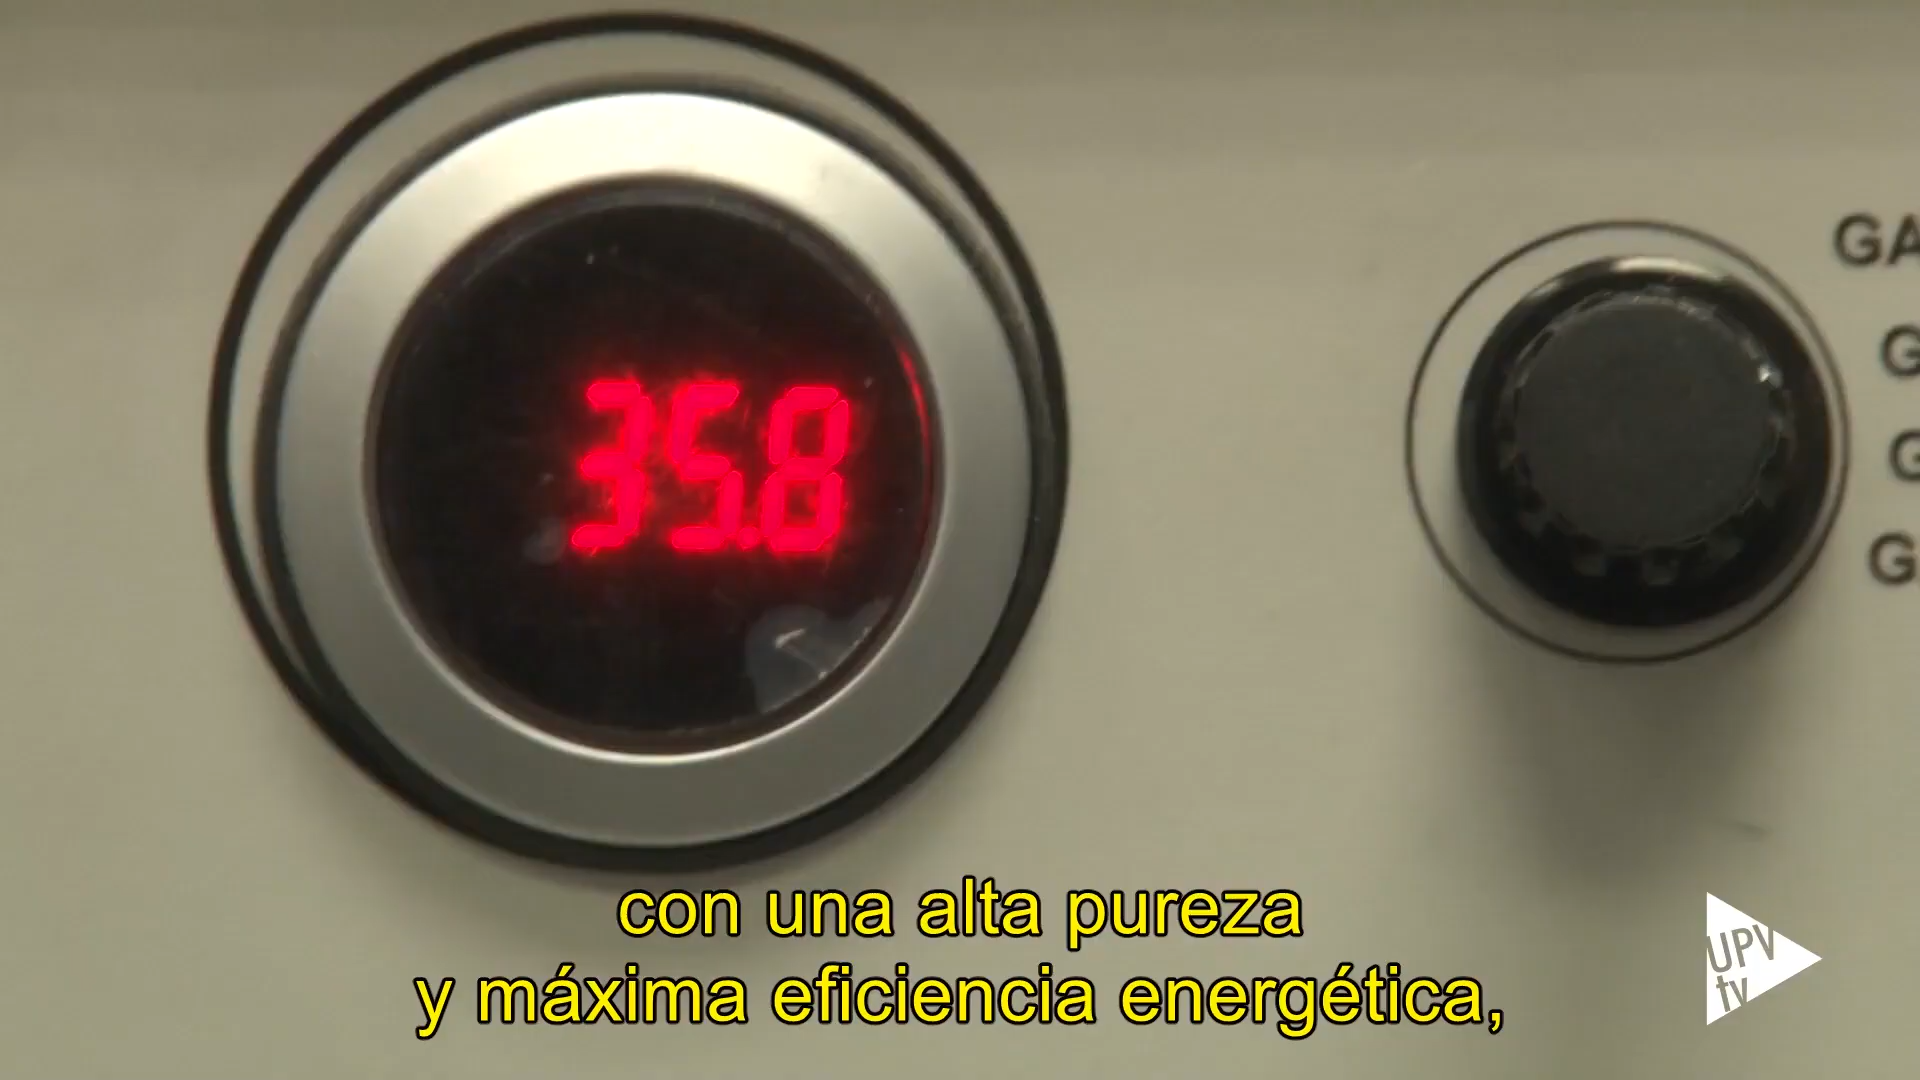 35.8
GA
G
G
G
con una alta pureza
y máxima eficiencia energética,
UPV
tv